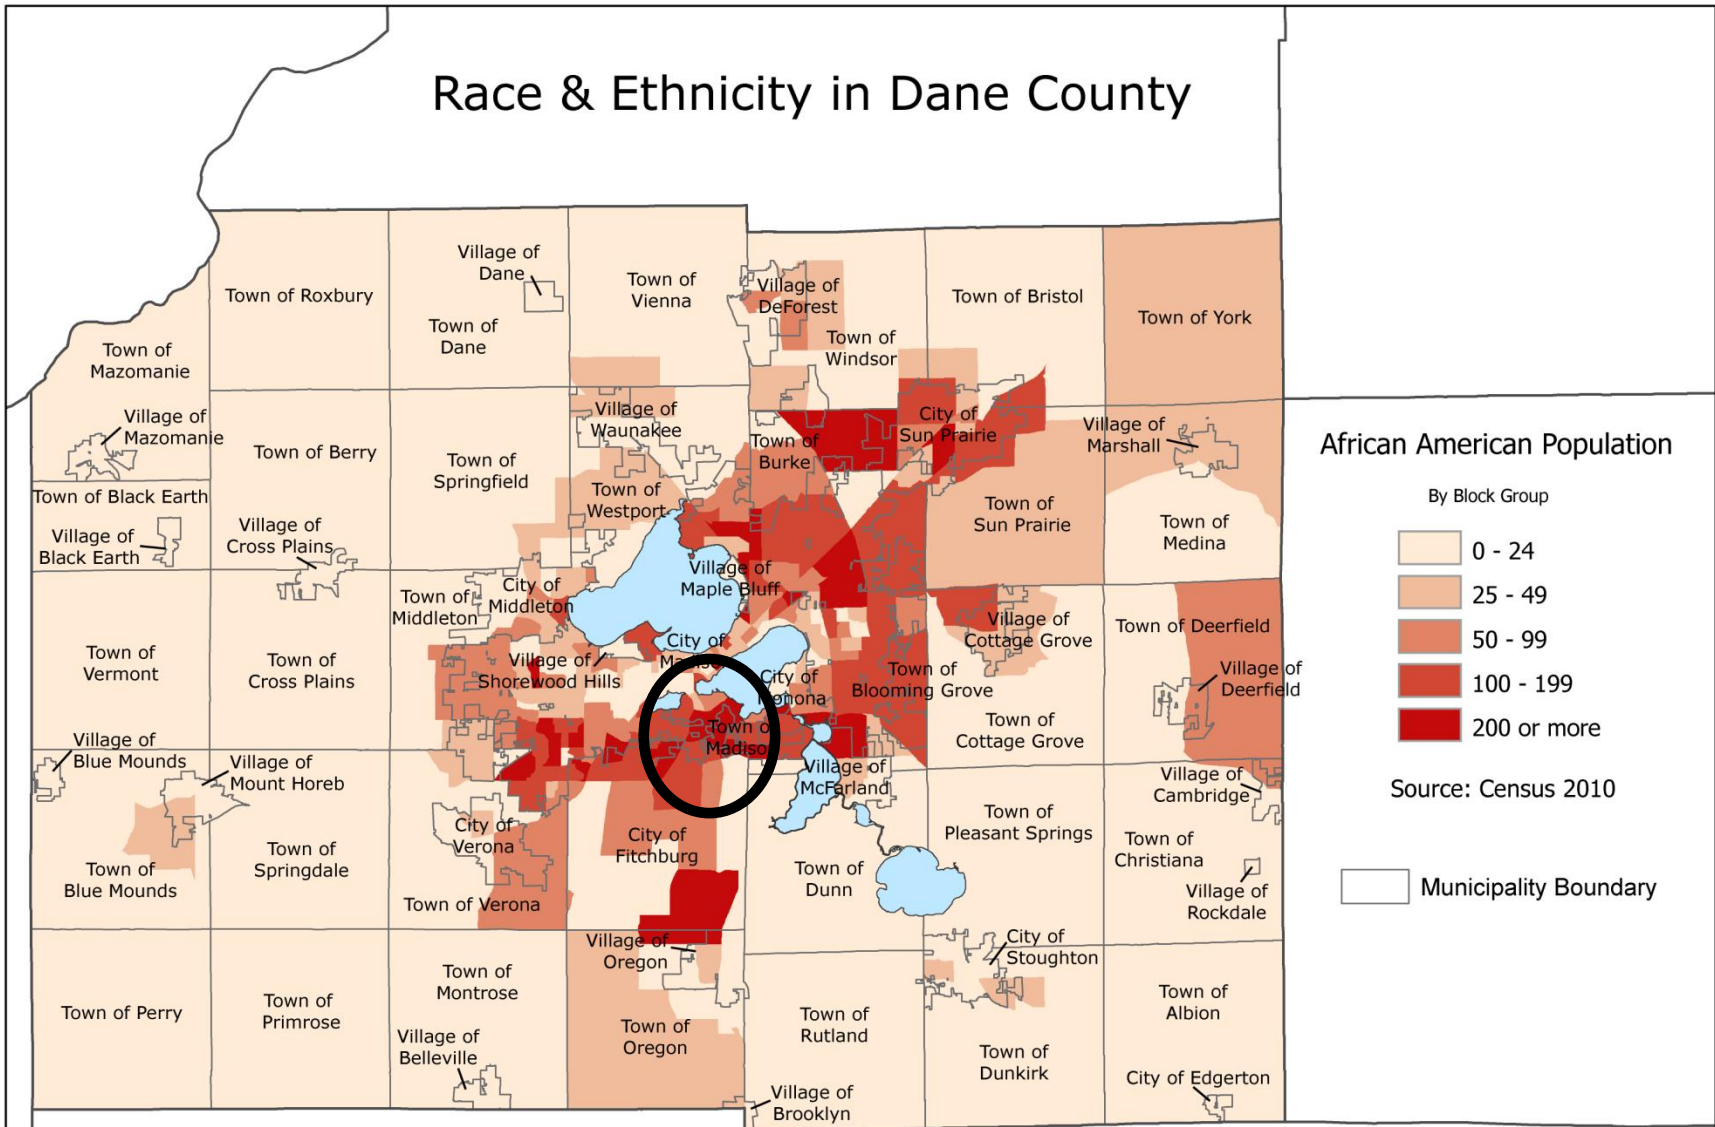 Race & Ethnicity in Dane County
Village of
Dane
Town of
Vienna
Village of
DeForest
Town of Roxbury
Town of Bristol
Town of York
Town of
Dane
Town of
Windsor
Town of
Mazomanie
Village of
Mazomanie
Village of
Waunakee
City of
Sun Prairie
Village of
Marshall
Town of
Burke
Town of Berry
Town of
Springfield
Town of
Westport
Town of
Sun Prairie
Town of
Medina
Town of Black Earth
Village of
Black Earth
Village of
Cross Plains
African American Population
By Block Group
0 - 24
25 - 49
50 - 99
100 - 199
200 or more
Source: Census 2010
Municipality Boundary
Village of
Maple Bluff
City of
Middleton
Town of
Middleton
Village of
Cottage Grove
Town of Deerfield
City of
Madison
Town of
Vermont
Town of
Cross Plains
Village of
Shorewood Hills
City of
Monona
Town of
Blooming Grove
Village of
Deerfield
Town of
Cottage Grove
Town of
Madison
Village of
Blue Mounds
Village of
Mount Horeb
Village of
McFarland
Village of
Cambridge
Town of
Pleasant Springs
City of
Verona
City of
Fitchburg
Town of
Christiana
Town of
Springdale
Town of
Blue Mounds
Town of
Dunn
Village of
Rockdale
Town of Verona
Village of
Oregon
City of
Stoughton
Town of
Montrose
Town of Perry
Town of
Primrose
Town of
Albion
Town of
Rutland
Town of
Oregon
Village of
Belleville
Town of
Dunkirk
City of Edgerton
Village of
Brooklyn